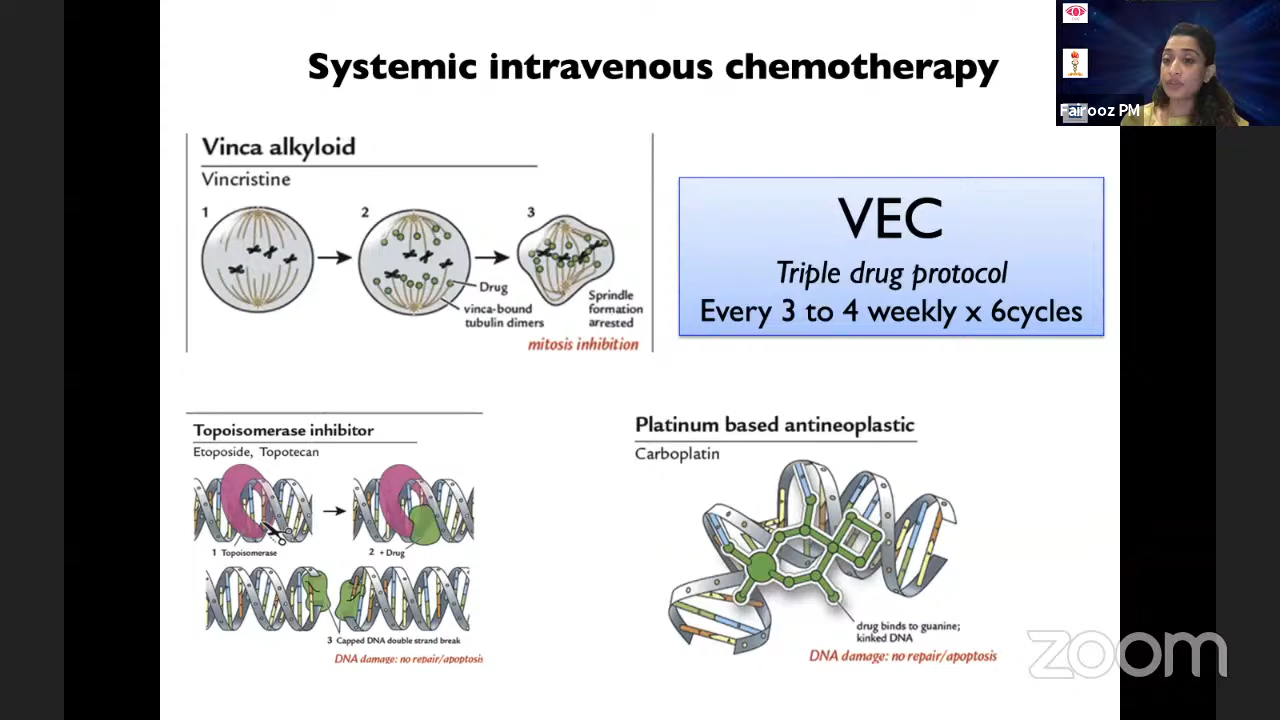 Systemic intravenous chemotherapy
Fairooz PM
Vinca alkyloid
Vincristine
1
2
3
Drug
vinca-bound
tubulin dimers
Sprindle
formation
arrested
mitosis inhibition
VEC
Triple drug protocol
Every 3 to 4 weekly x 6cycles
Topoisomerase inhibitor
Etoposide, Topotecan
1 Topoisomerase
2 + Drug
3 Capped DNA double strand break
DNA damage: no repair/apoptosis
Platinum based antineoplastic
Carboplatin
drug binds to guanine;
kinked DNA
DNA damage: no repair/apoptosis
zoom